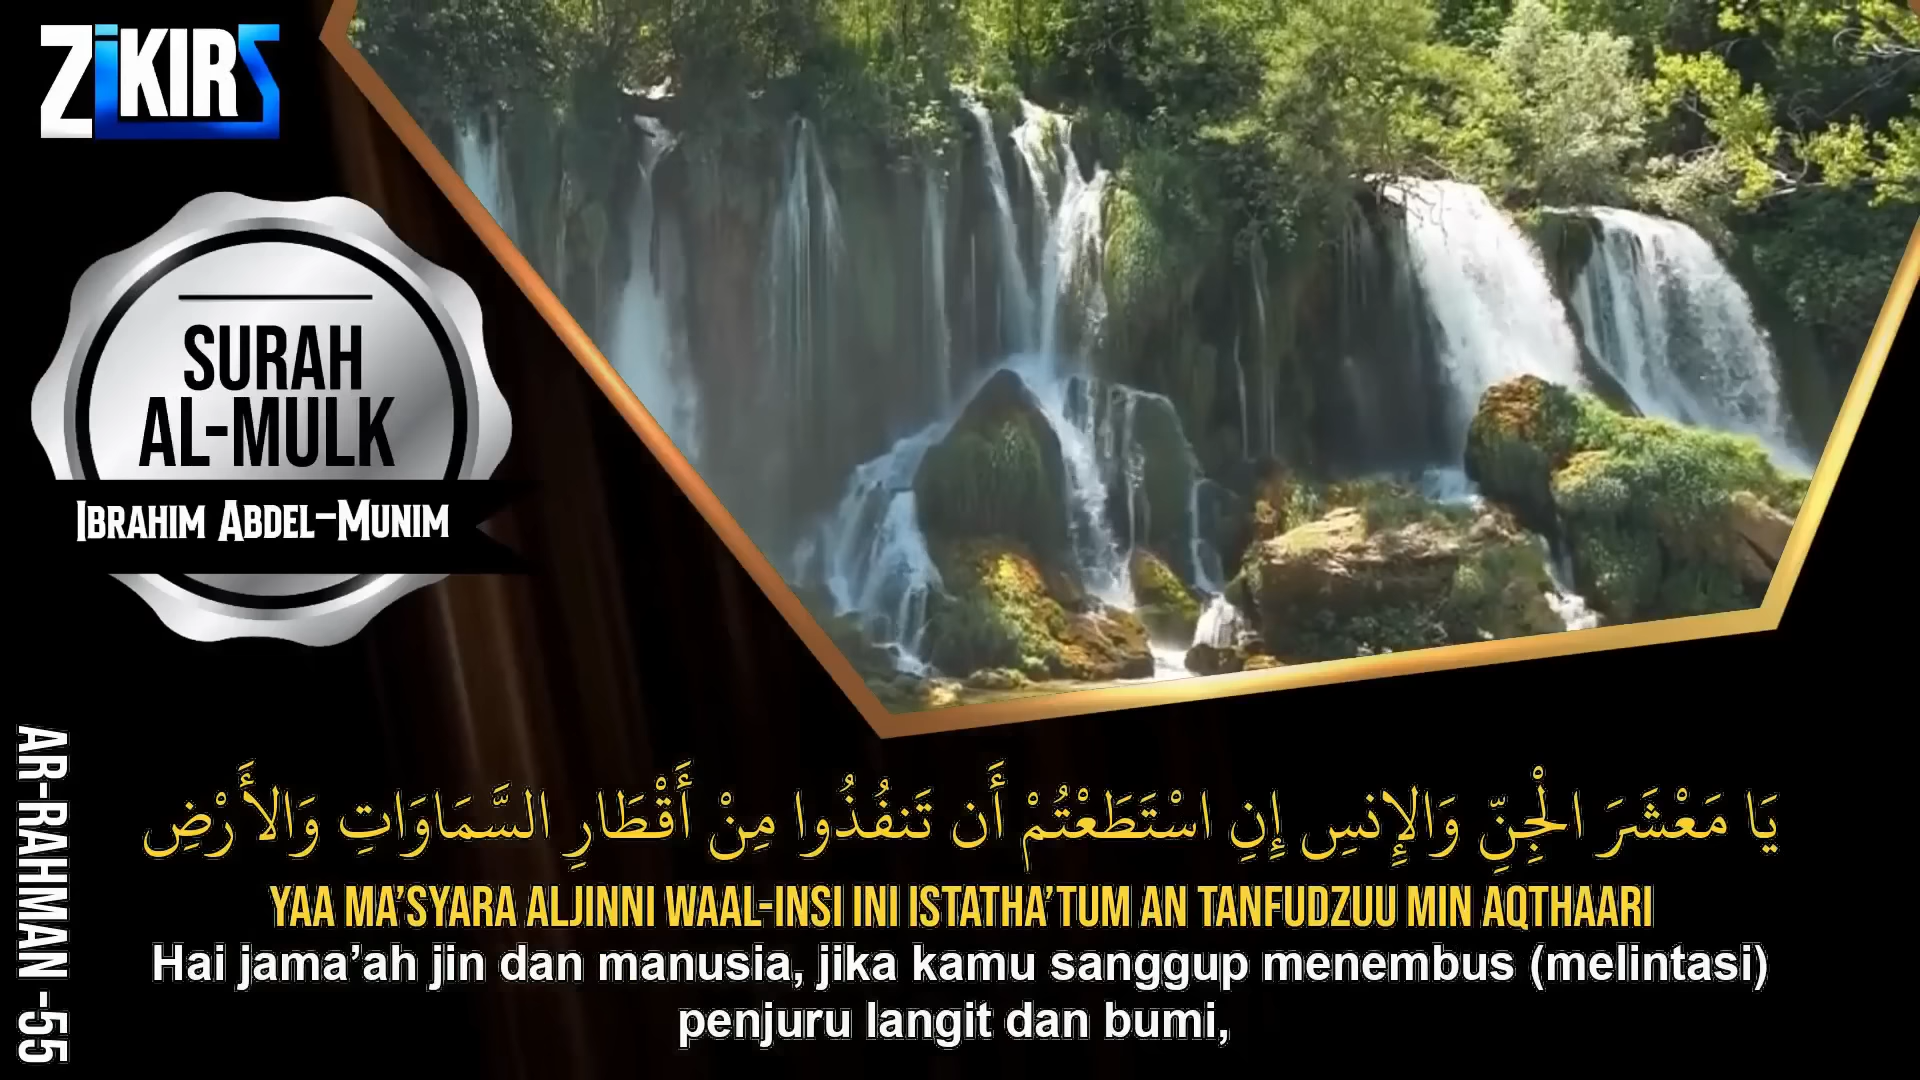 ZiKIRS
SURAH
AL-MULK
IBRAHIM ABDEL-MUNIM
AR-RAHMAN -55
يَا مَعْشَرَ الْجِنِّ وَالإِنسِ إِنِ اسْتَطَعْتُمْ أَن تَنفُذُوا مِنْ أَقْطَارِ السَّمَاوَاتِ وَالأَرْضِ
YAA MA’SYARA ALJINNI WAAL-INSI INI ISTATHA’TUM AN TANFUDZUU MIN AQTHAARI
Hai jama’ah jin dan manusia, jika kamu sanggup menembus (melintasi)
penjuru langit dan bumi,